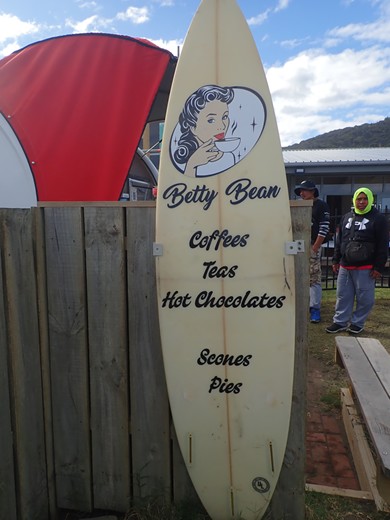 Betty Bean
Coffees
Teas
Hot Chocolates
Scones
Pies